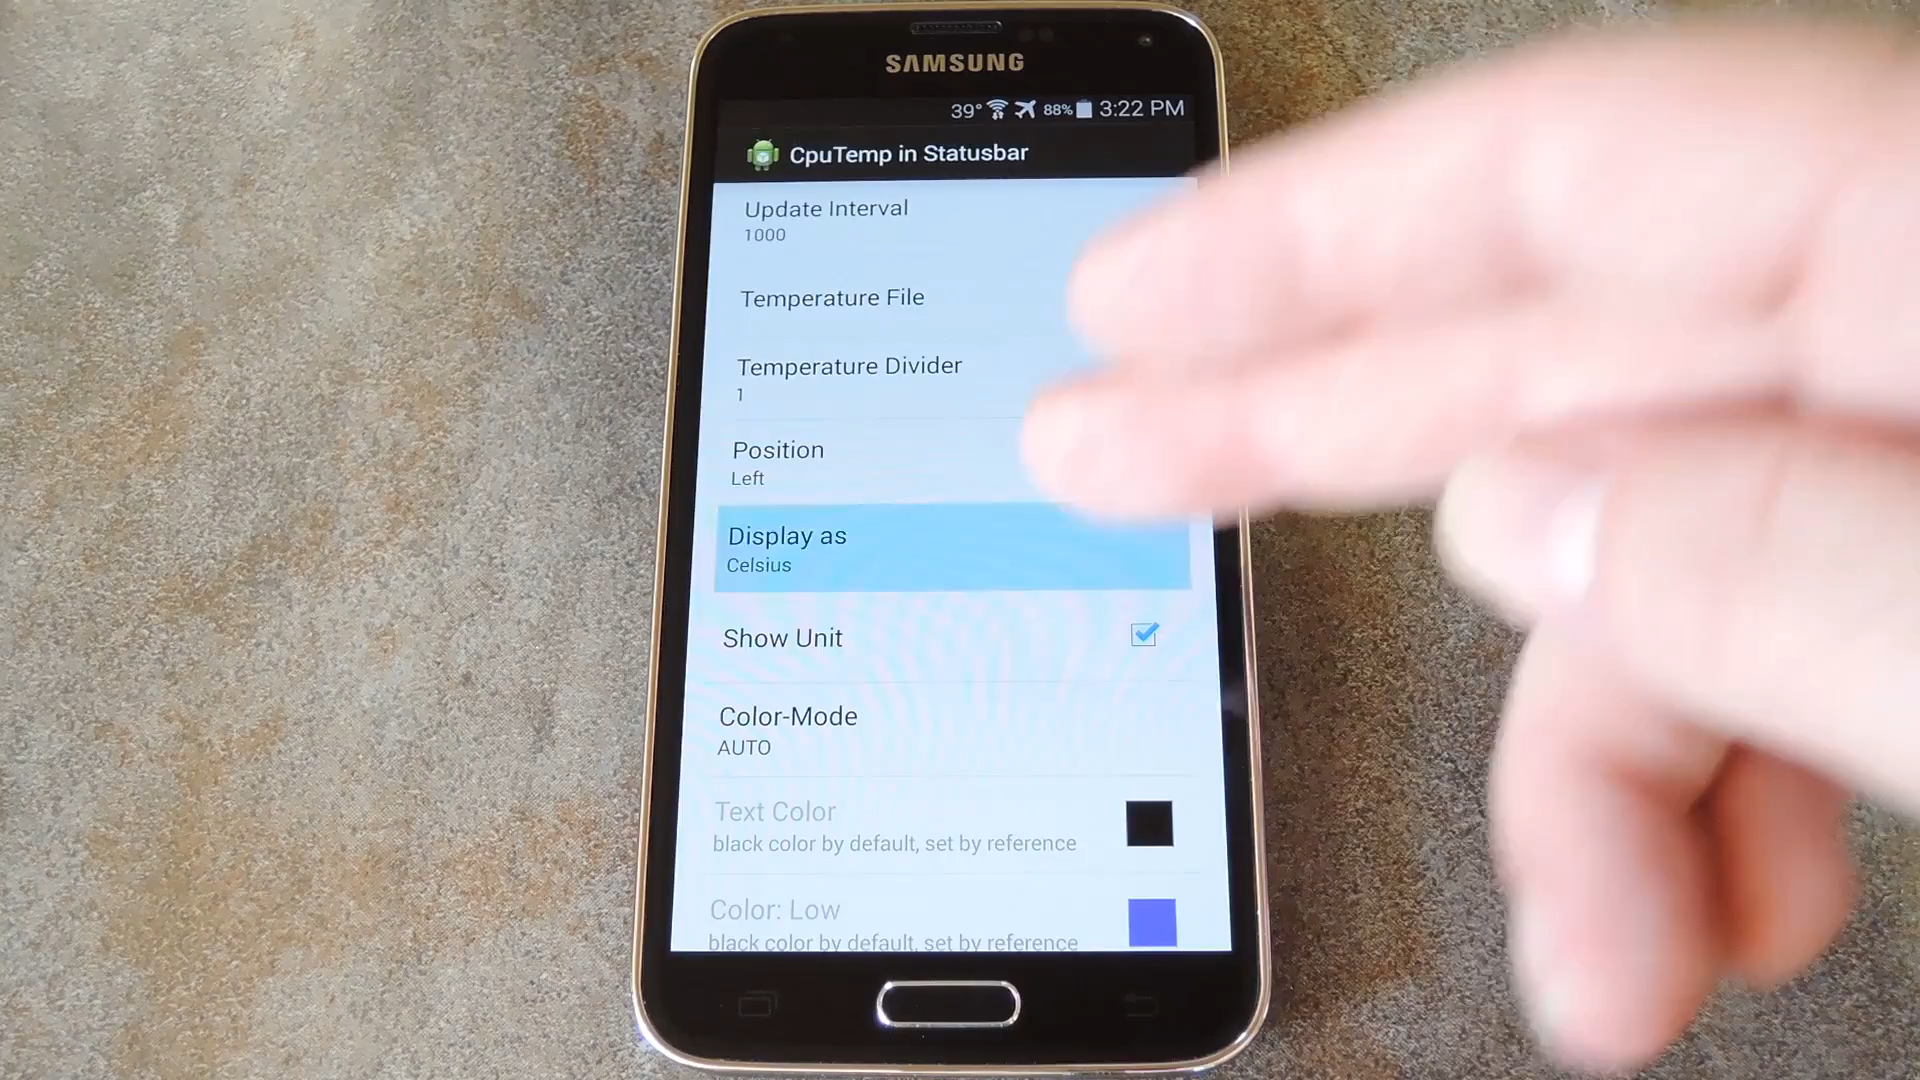 SAMSUNG
39° 88% 3:22 PM
CpuTemp in Statusbar
Update Interval
1000
Temperature File
Temperature Divider
1
Position
Left
Display as
Celsius
Show Unit
Color-Mode
AUTO
Text Color
black color by default, set by reference
Color: Low
black color by default, set by reference